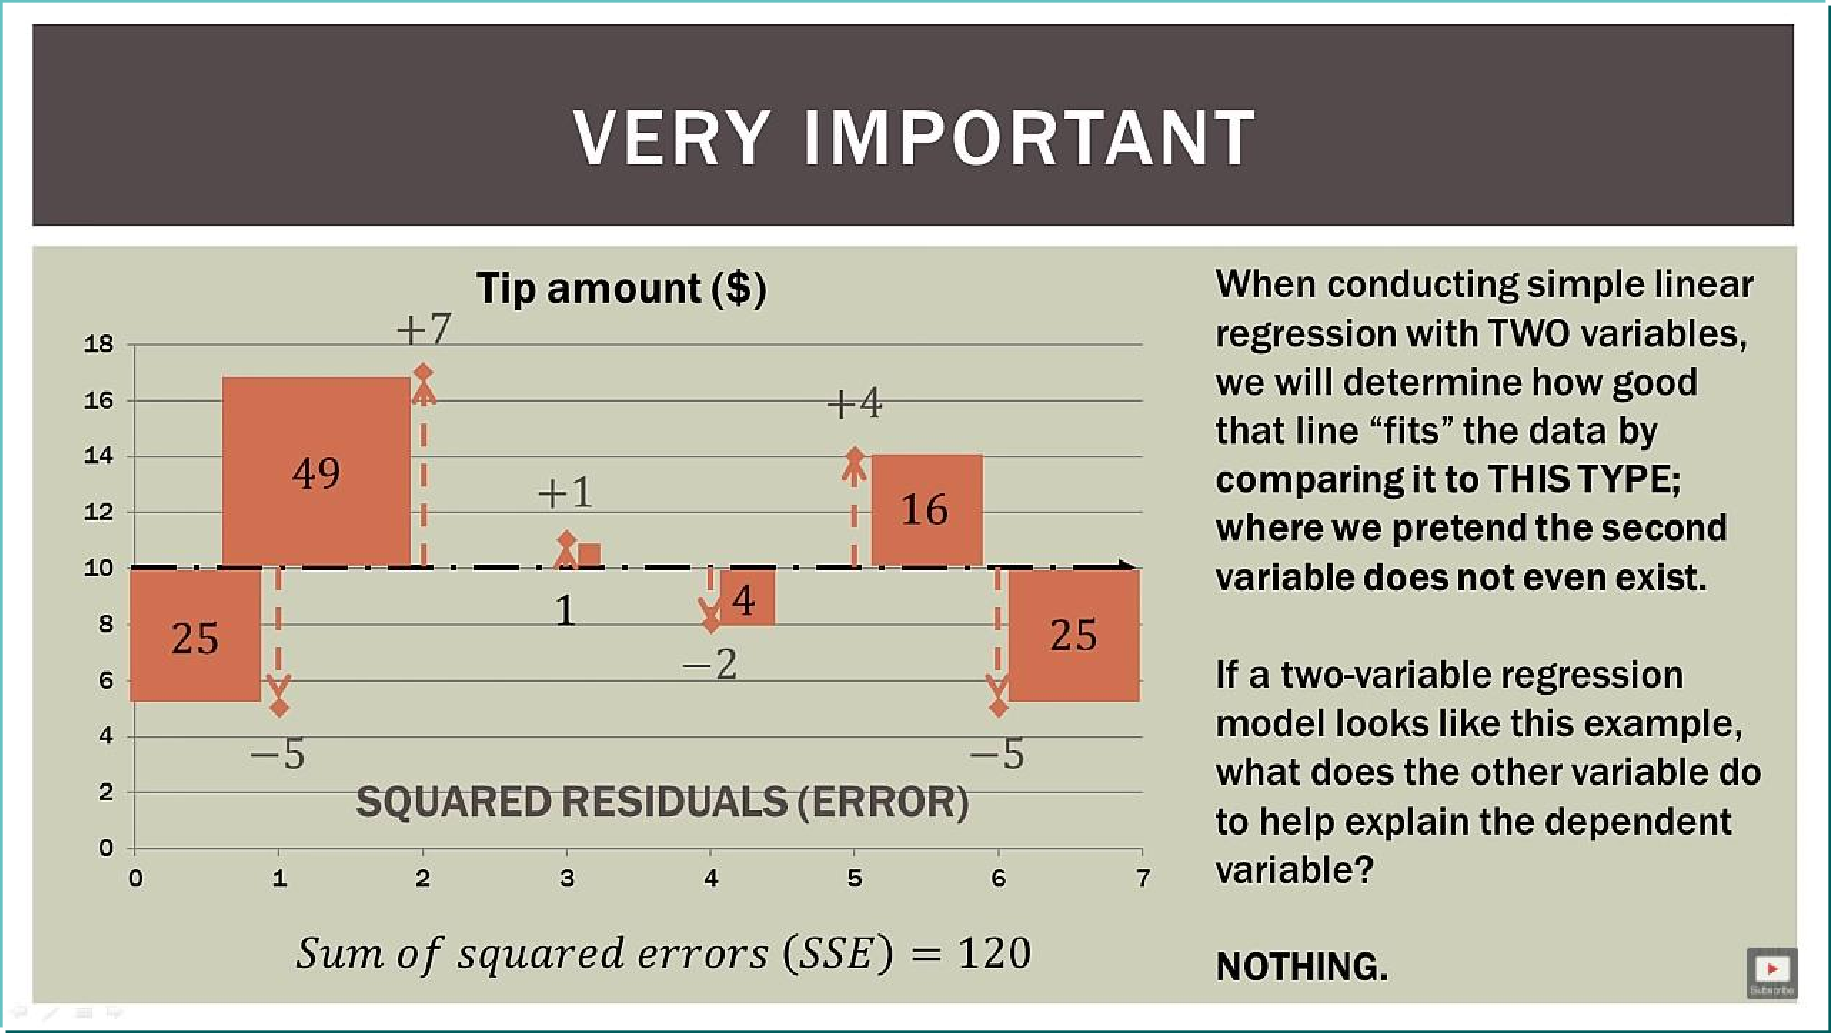 VERY IMPORTANT
Tip amount ($)
+7
18
16
+4
14
49
+1
12
16
10
4
1
8
25
25
−2
6
4
−5
−5
2
SQUARED RESIDUALS (ERROR)
0
0 1 2 3 4 5 6 7
Sum of squared errors (SSE) = 120
When conducting simple linear
regression with TWO variables,
we will determine how good
that line “fits” the data by
comparing it to THIS TYPE;
where we pretend the second
variable does not even exist.
If a two-variable regression
model looks like this example,
what does the other variable do
to help explain the dependent
variable?
NOTHING.
Subscribe